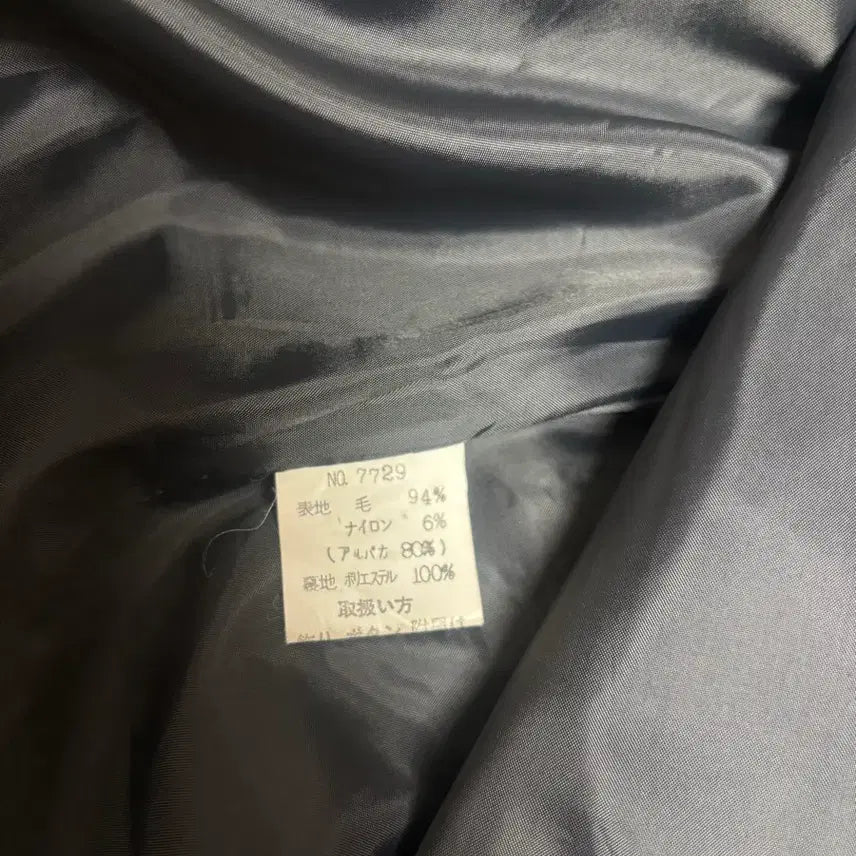 NO. 7729
表地 毛 94%
ナイロン 6%
(アルパカ 80%)
裏地 ポリエステル 100%
取扱い方